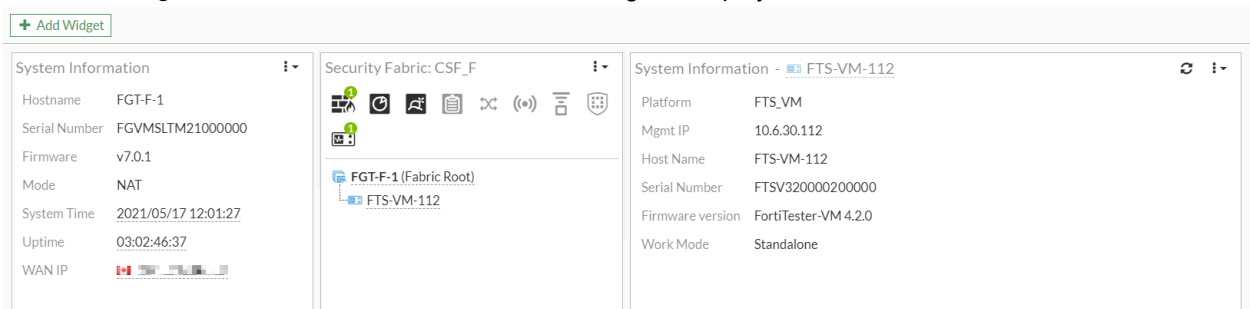 + Add Widget
System Information
Hostname FGT-F-1
Serial Number FGVMSLTM21000000
Firmware v7.0.1
Mode NAT
System Time 2021/05/17 12:01:27
Uptime 03:02:46:37
WAN IP
Security Fabric: CSF_F
1
1
FGT-F-1 (Fabric Root)
FTS-VM-112
System Information - FTS-VM-112
Platform FTS_VM
Mgmt IP 10.6.30.112
Host Name FTS-VM-112
Serial Number FTSV320000200000
Firmware version FortiTester-VM 4.2.0
Work Mode Standalone